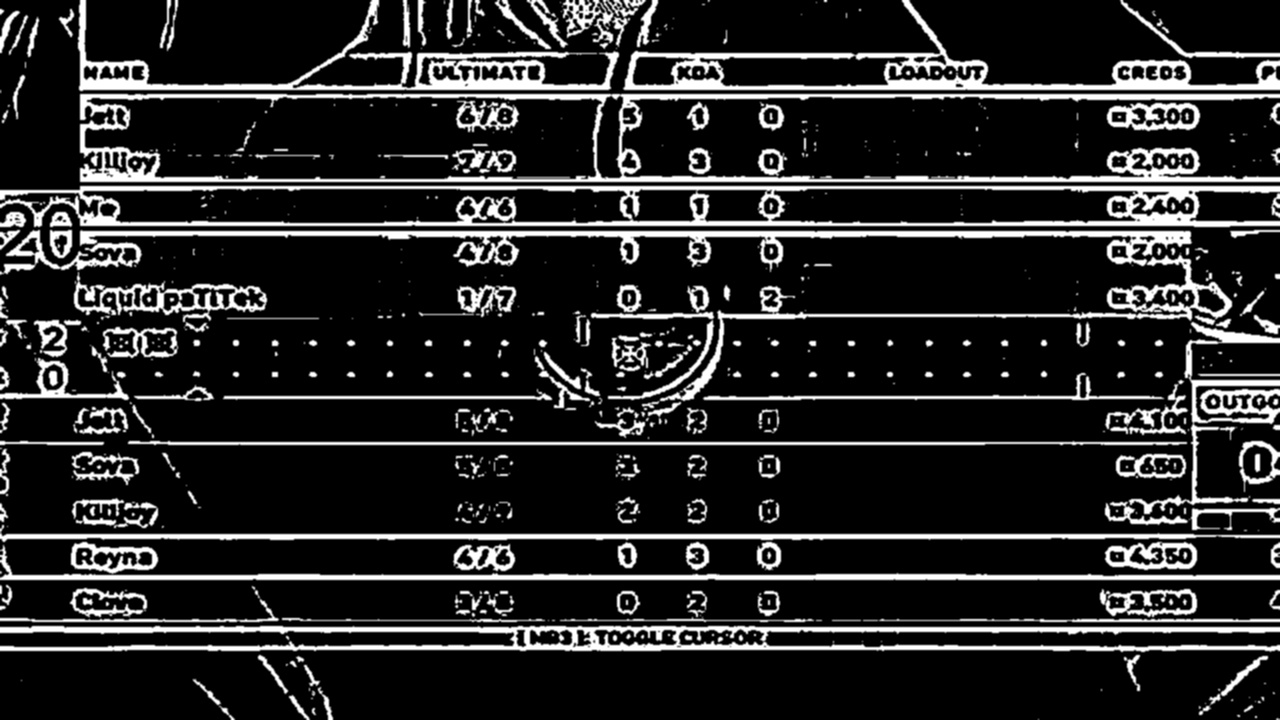 NAME ULTIMATE KDA LOADOUT CREDS
Jett 6/8 5 1 0 ¤ 3,300
Killjoy 7/9 4 3 0 ¤ 2,000
20
Me 6/6 1 1 0 ¤ 2,400
Sova 4/8 1 3 0 ¤ 2,000
Liquid paTiTek 1/7 0 1 2 ¤ 3,400
2
0
Jett 2 0 ¤ 4,100
OUTGO
Sova 2 0 ¤ 650
Killjoy 2 2 0 ¤ 3,600
Reyna 6/6 1 3 0 ¤ 4,350
Clove 0 2 0 ¤ 3,500
[ MB3 ]: TOGGLE CURSOR